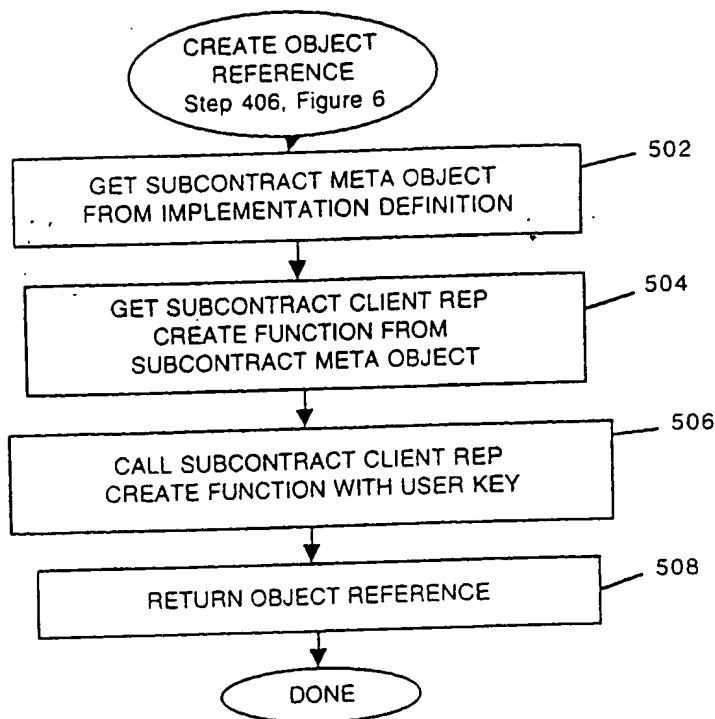 CREATE OBJECT
REFERENCE
Step 406, Figure 6
502
GET SUBCONTRACT META OBJECT
FROM IMPLEMENTATION DEFINITION
504
GET SUBCONTRACT CLIENT REP
CREATE FUNCTION FROM
SUBCONTRACT META OBJECT
506
CALL SUBCONTRACT CLIENT REP
CREATE FUNCTION WITH USER KEY
508
RETURN OBJECT REFERENCE
DONE